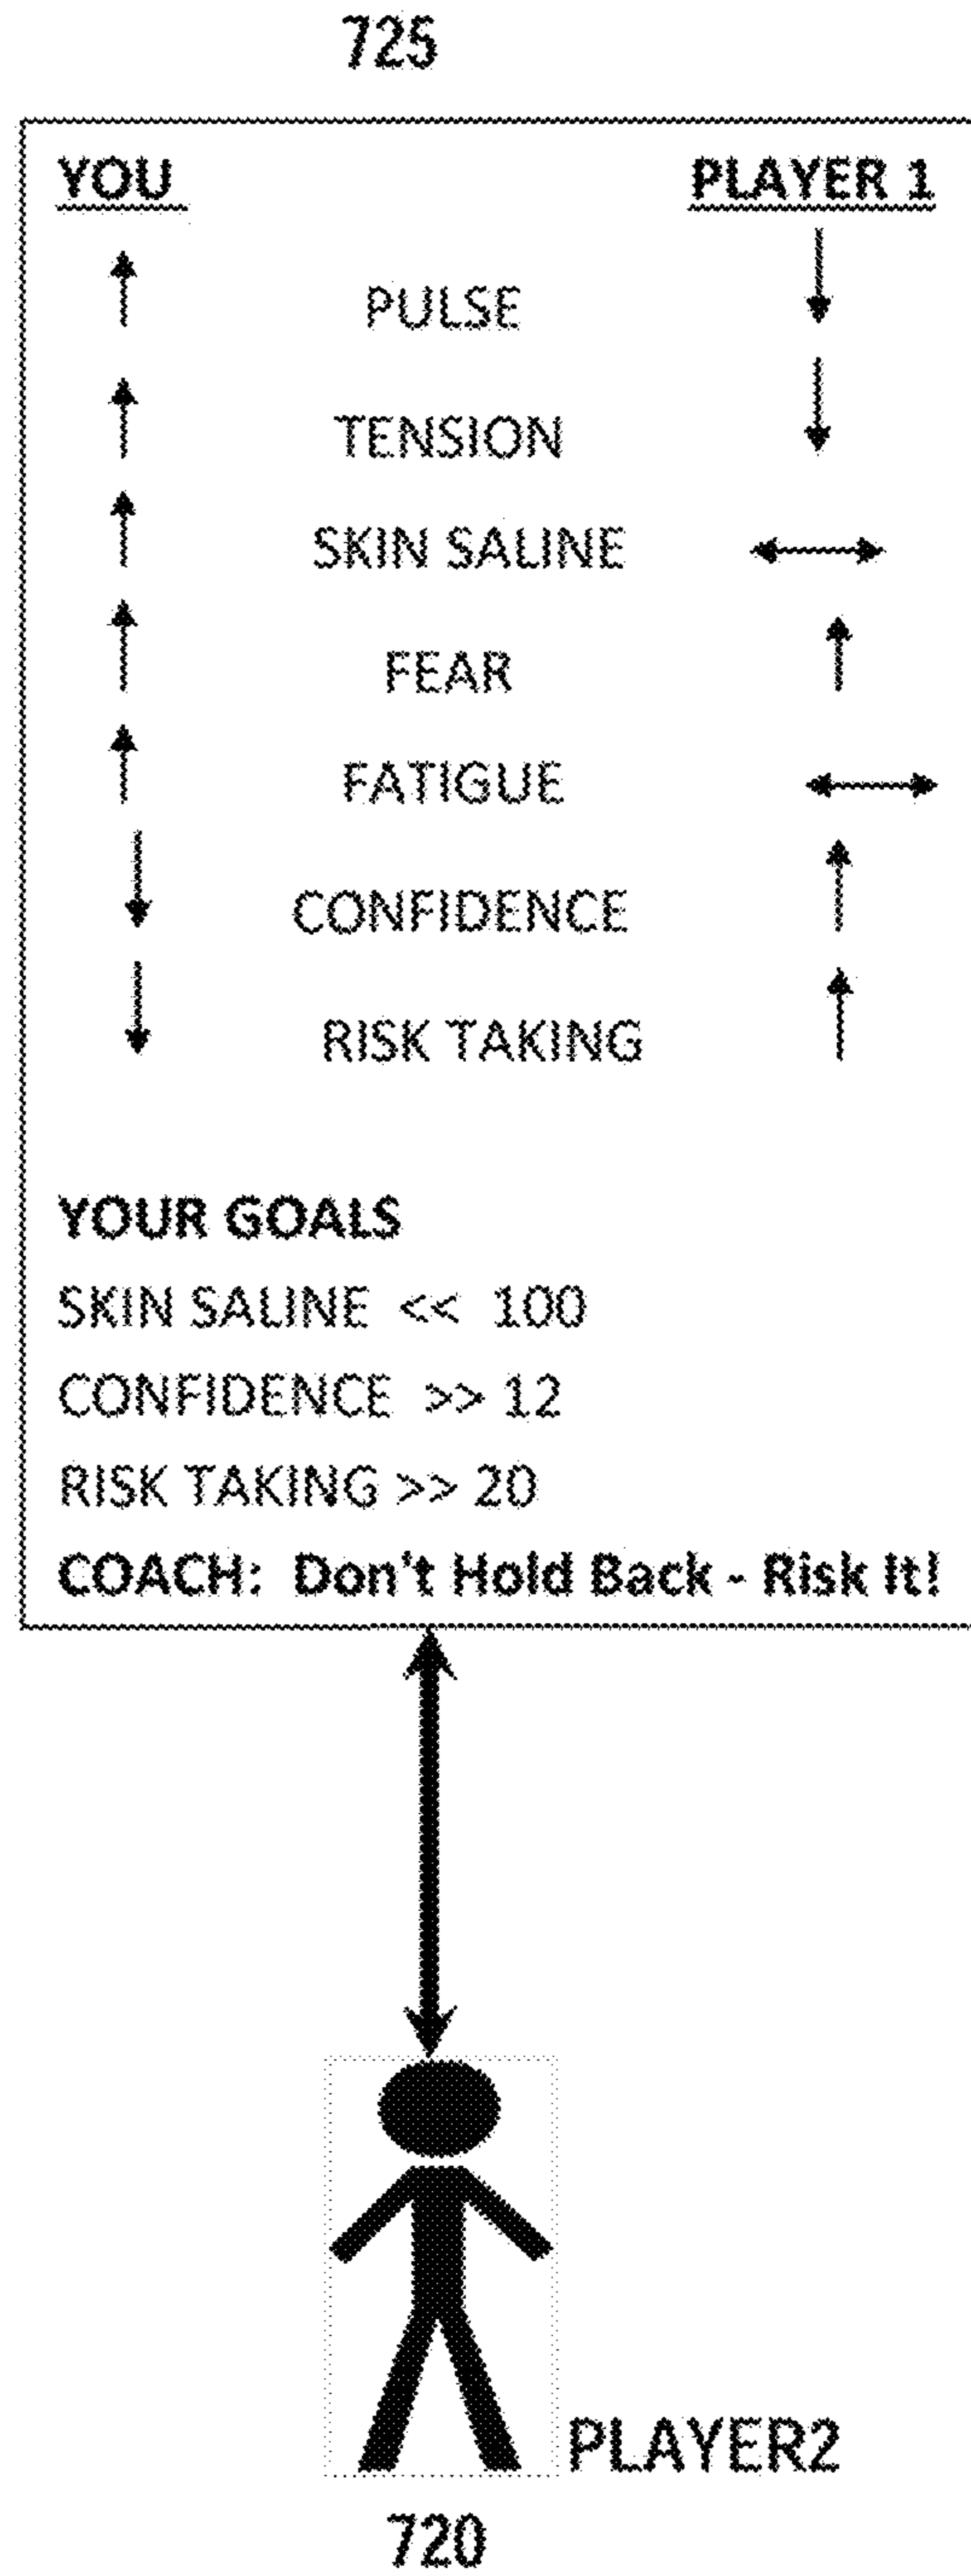 725
YOU PLAYER 1
PULSE
TENSION
SKIN SALINE
FEAR
FATIGUE
CONFIDENCE
RISK TAKING
YOUR GOALS
SKIN SALINE << 100
CONFIDENCE >> 12
RISK TAKING >> 20
COACH: Don't Hold Back - Risk It!
PLAYER2
720